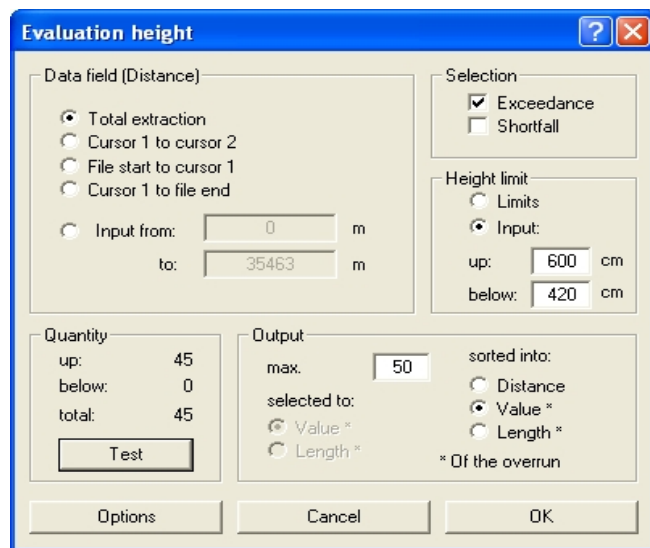 Evaluation height
Data field (Distance)
Total extraction
Cursor 1 to cursor 2
File start to cursor 1
Cursor 1 to file end
Input from: 0 m
to: 35463 m
Selection
Exceedance
Shortfall
Height limit
Limits
Input:
up: 600 cm
below: 420 cm
Quantity
up: 45
below: 0
total: 45
Test
Output
max. 50
selected to:
Value *
Length *
sorted into:
Distance
Value *
Length *
* Of the overrun
Options
Cancel
OK